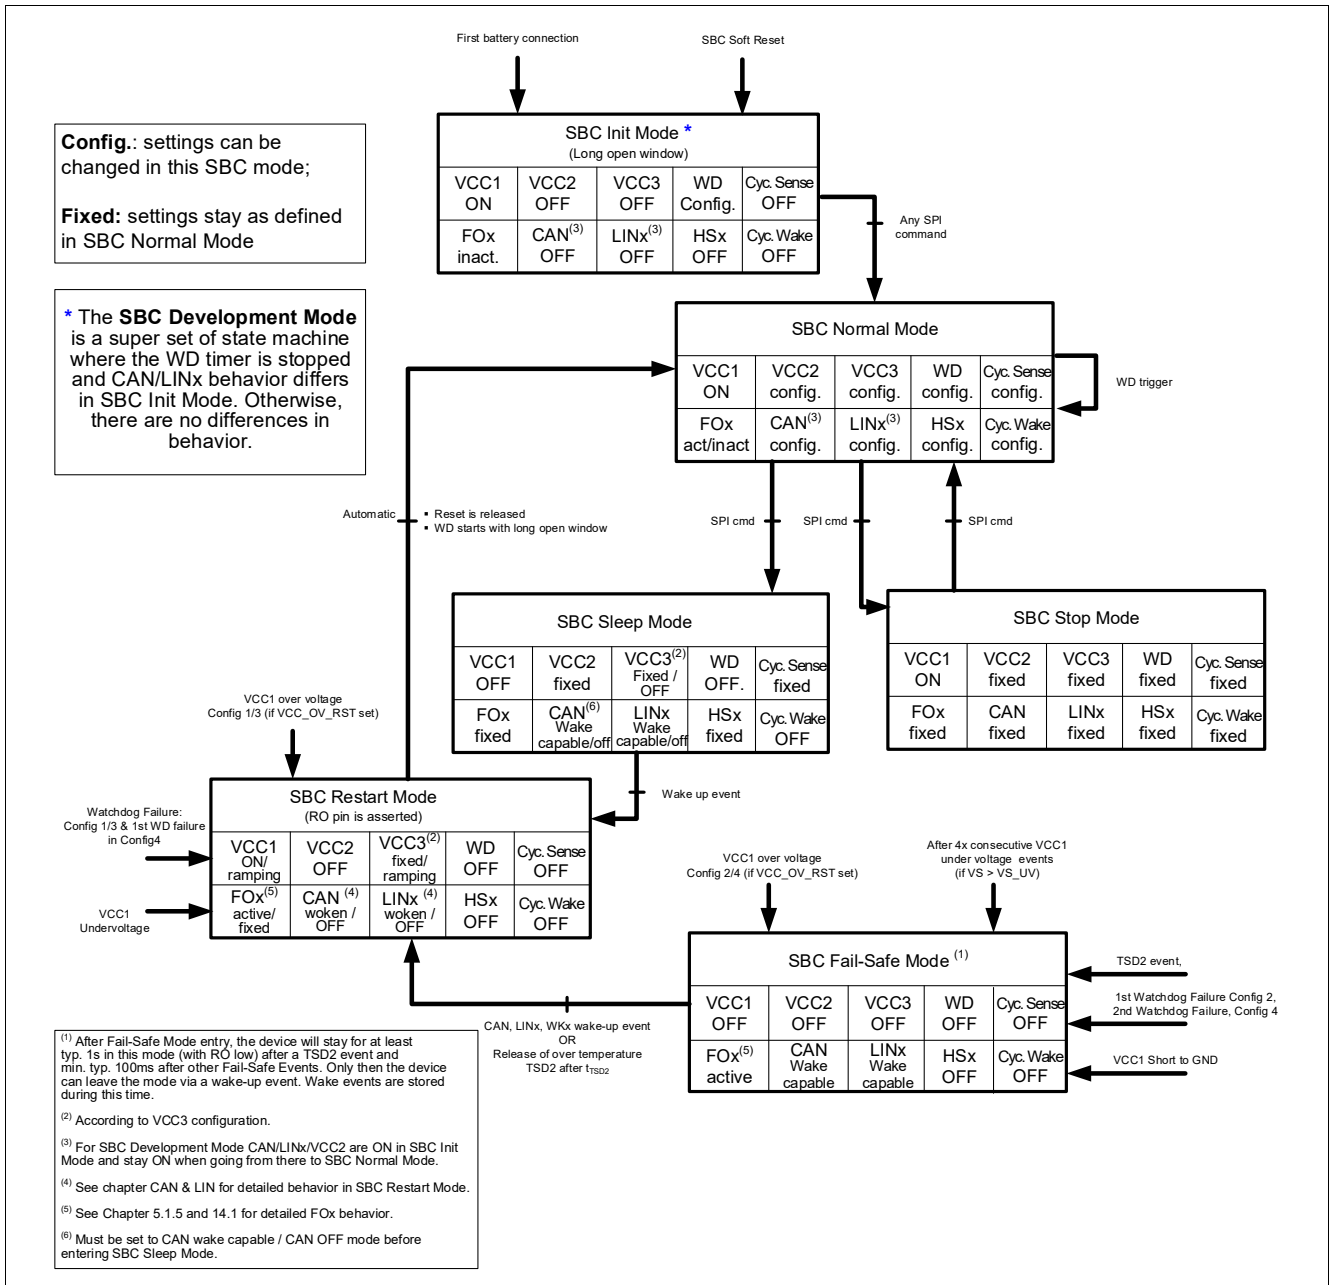 First battery connection
SBC Soft Reset
Config.: settings can be
changed in this SBC mode;
Fixed: settings stay as defined
in SBC Normal Mode
SBC Init Mode *
(Long open window)
VCC1
ON
VCC2
OFF
VCC3
OFF
WD
Config.
Cyc. Sense
OFF
FOx
inact.
CAN(3)
OFF
LINx(3)
OFF
HSx
OFF
Cyc. Wake
OFF
Any SPI
command
* The SBC Development Mode
is a super set of state machine
where the WD timer is stopped
and CAN/LINx behavior differs
in SBC Init Mode. Otherwise,
there are no differences in
behavior.
SBC Normal Mode
VCC1
ON
VCC2
config.
VCC3
config.
WD
config.
Cyc. Sense
config.
FOx
act/inact
CAN(3)
config.
LINx(3)
config.
HSx
config.
Cyc. Wake
config.
WD trigger
Automatic
▪ Reset is released
▪ WD starts with long open window
SPI cmd
SPI cmd
SPI cmd
SBC Sleep Mode
VCC1
OFF
VCC2
fixed
VCC3(2)
Fixed /
OFF
WD
OFF.
Cyc. Sense
fixed
FOx
fixed
CAN(6)
Wake
capable/off
LINx
Wake
capable/off
HSx
fixed
Cyc. Wake
OFF
SBC Stop Mode
VCC1
ON
VCC2
fixed
VCC3
fixed
WD
fixed
Cyc. Sense
fixed
FOx
fixed
CAN
fixed
LINx
fixed
HSx
fixed
Cyc. Wake
fixed
VCC1 over voltage
Config 1/3 (if VCC_OV_RST set)
Wake up event
Watchdog Failure:
Config 1/3 & 1st WD failure
in Config4
VCC1
Undervoltage
SBC Restart Mode
(RO pin is asserted)
VCC1
ON/
ramping
VCC2
OFF
VCC3(2)
fixed/
ramping
WD
OFF
Cyc. Sense
OFF
FOx(5)
active/
fixed
CAN (4)
woken /
OFF
LINx (4)
woken /
OFF
HSx
OFF
Cyc. Wake
OFF
VCC1 over voltage
Config 2/4 (if VCC_OV_RST set)
After 4x consecutive VCC1
under voltage events
(if VS > VS_UV)
SBC Fail-Safe Mode (1)
VCC1
OFF
VCC2
OFF
VCC3
OFF
WD
OFF
Cyc. Sense
OFF
FOx(5)
active
CAN
Wake
capable
LINx
Wake
capable
HSx
OFF
Cyc. Wake
OFF
TSD2 event,
1st Watchdog Failure Config 2,
2nd Watchdog Failure, Config 4
VCC1 Short to GND
CAN, LINx, WKx wake-up event
OR
Release of over temperature
TSD2 after tTSD2
(1) After Fail-Safe Mode entry, the device will stay for at least
typ. 1s in this mode (with RO low) after a TSD2 event and
min. typ. 100ms after other Fail-Safe Events. Only then the device
can leave the mode via a wake-up event. Wake events are stored
during this time.
(2) According to VCC3 configuration.
(3) For SBC Development Mode CAN/LINx/VCC2 are ON in SBC Init
Mode and stay ON when going from there to SBC Normal Mode.
(4) See chapter CAN & LIN for detailed behavior in SBC Restart Mode.
(5) See Chapter 5.1.5 and 14.1 for detailed FOx behavior.
(6) Must be set to CAN wake capable / CAN OFF mode before
entering SBC Sleep Mode.